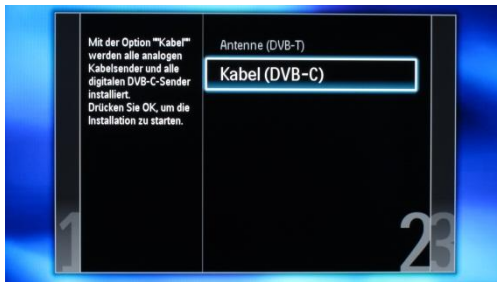 Mit der Option ""Kabel""
werden alle analogen
Kabelsender und alle
digitalen DVB-C-Sender
installiert.
Drücken Sie OK, um die
Installation zu starten.
Antenne (DVB-T)
Kabel (DVB-C)
1
2
3